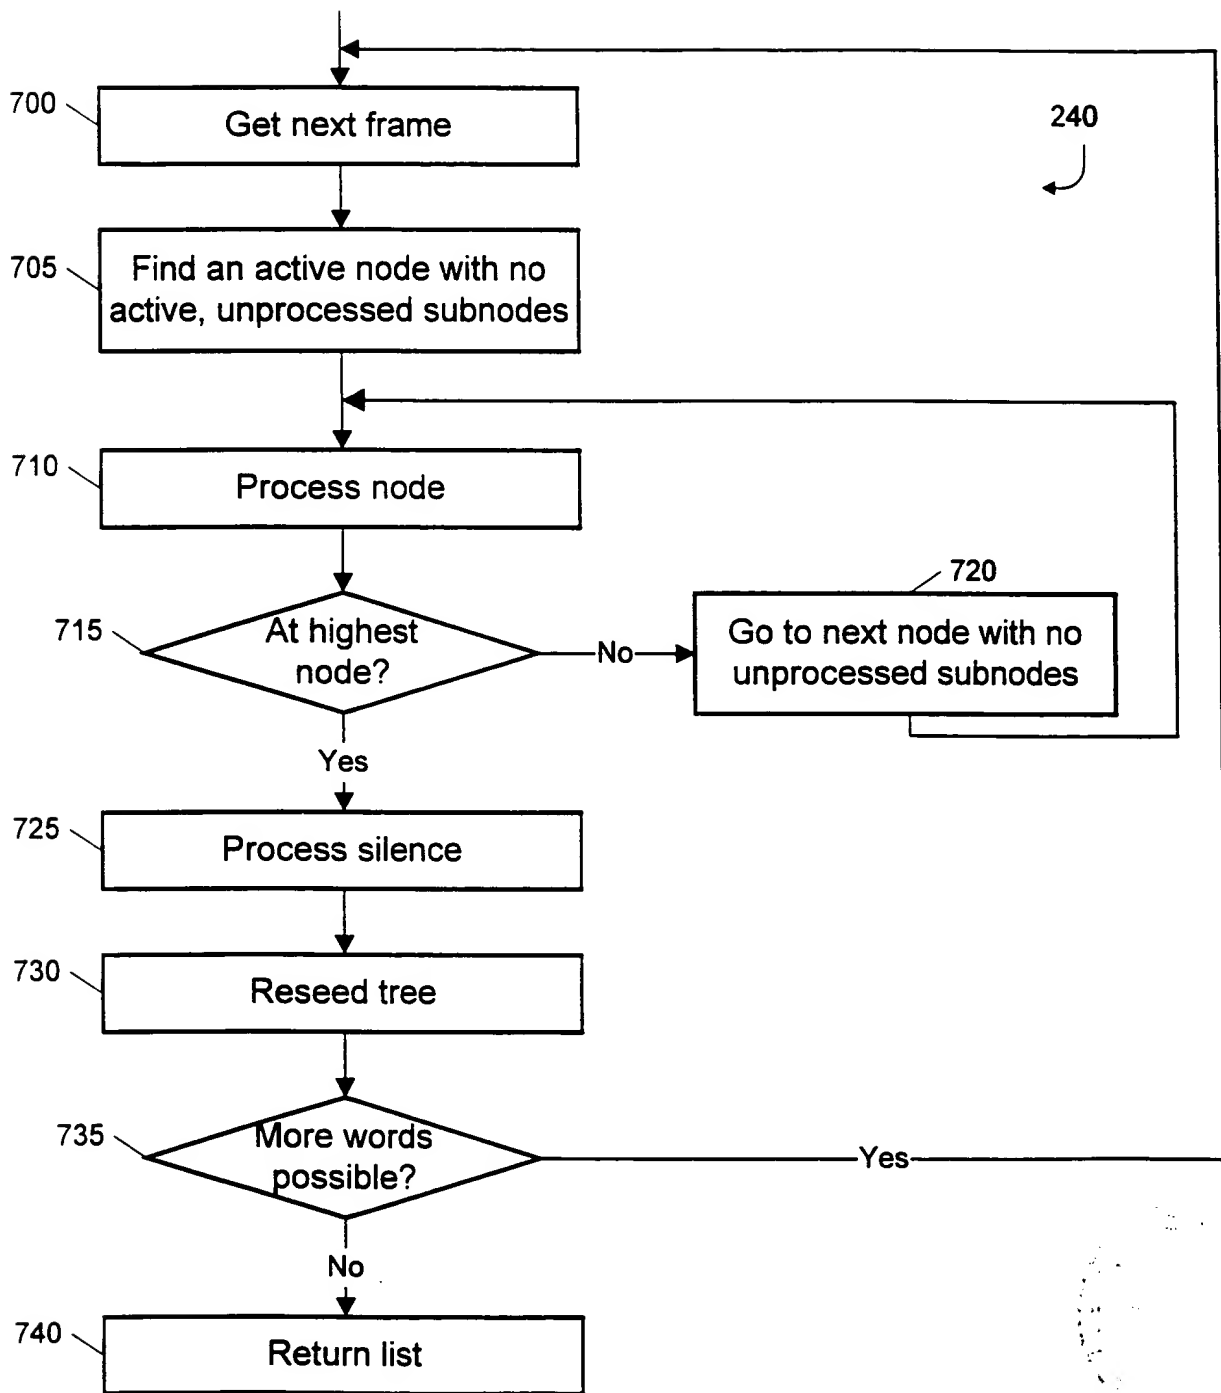 700
Get next frame
240
705
Find an active node with no
active, unprocessed subnodes
710
Process node
720
715
At highest
node?
No
Go to next node with no
unprocessed subnodes
Yes
725
Process silence
730
Reseed tree
735
More words
possible?
Yes
No
740
Return list